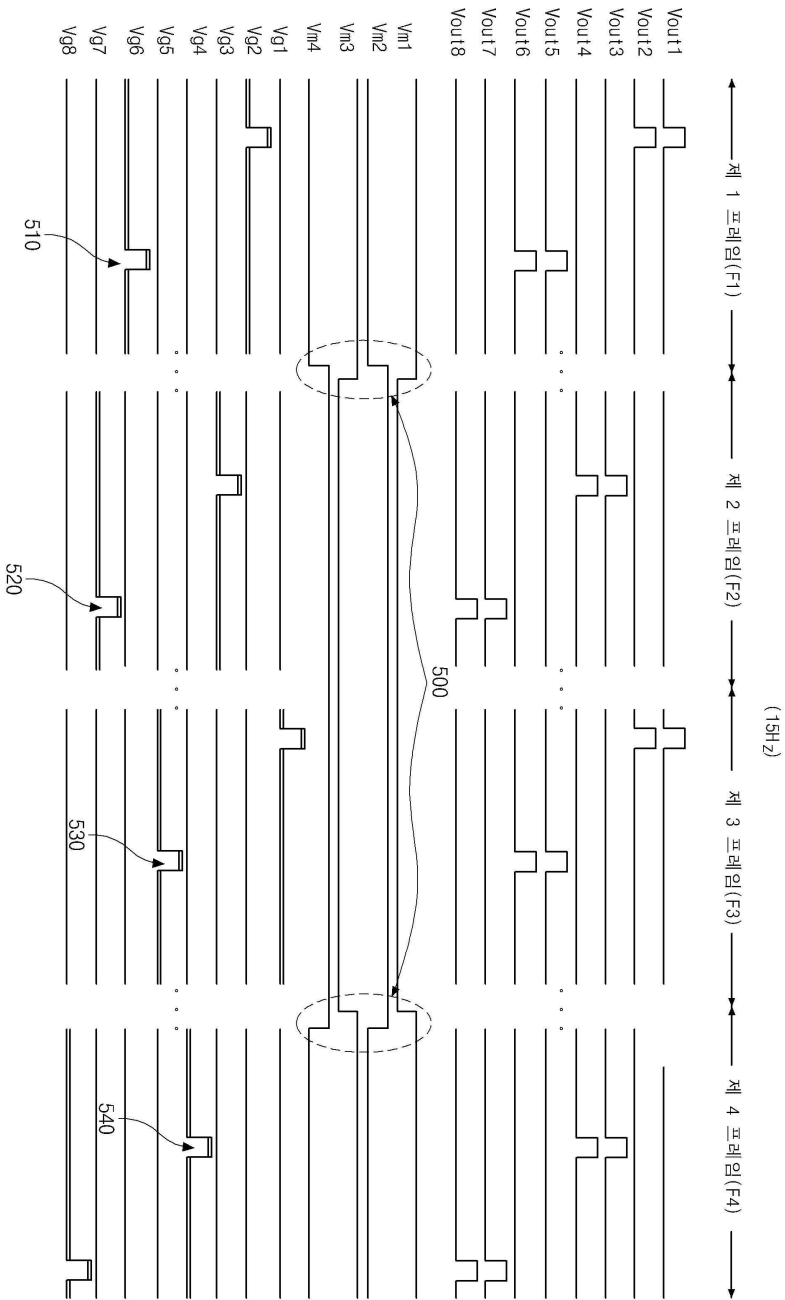 (15Hz)
제 1 프레임(F1)
제 2 프레임(F2)
제 3 프레임(F3)
제 4 프레임(F4)
Vout1
Vout2
Vout3
Vout4
Vout5
Vout6
Vout7
Vout8
Vm1
Vm2
Vm3
Vm4
Vg1
Vg2
Vg3
Vg4
Vg5
Vg6
Vg7
Vg8
500
510
520
530
540